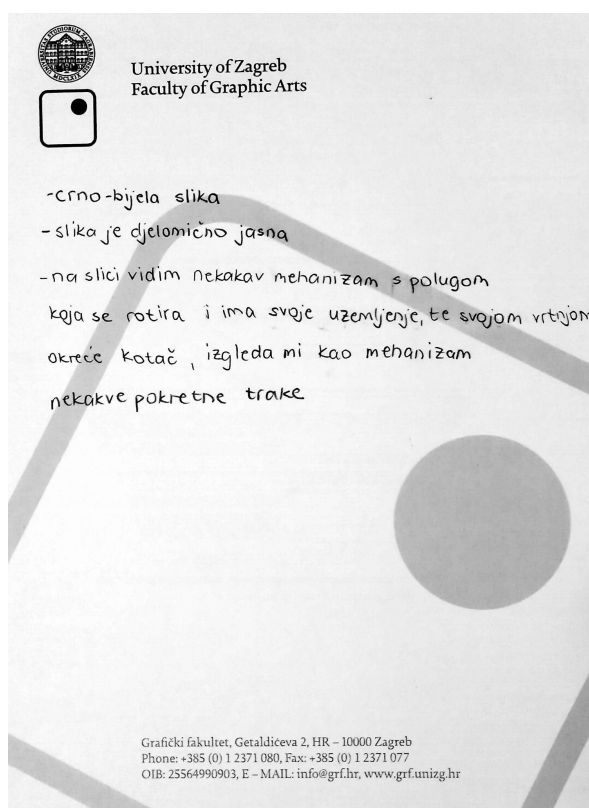 University of Zagreb
Faculty of Graphic Arts
-crno-bijela slika
-slika je djelomično jasna
-na slici vidim nekakav mehanizam s polugom
koja se rotira i ima svoje uzemljenje, te svojom vrtnjom
okreće kotač, izgleda mi kao mehanizam
nekakve pokretne trake
Grafički fakultet, Getaldićeva 2, HR – 10000 Zagreb
Phone: +385 (0) 1 2371 080, Fax: +385 (0) 1 2371 077
OIB: 25564990903, E – MAIL: info@grf.hr, www.grf.unizg.hr